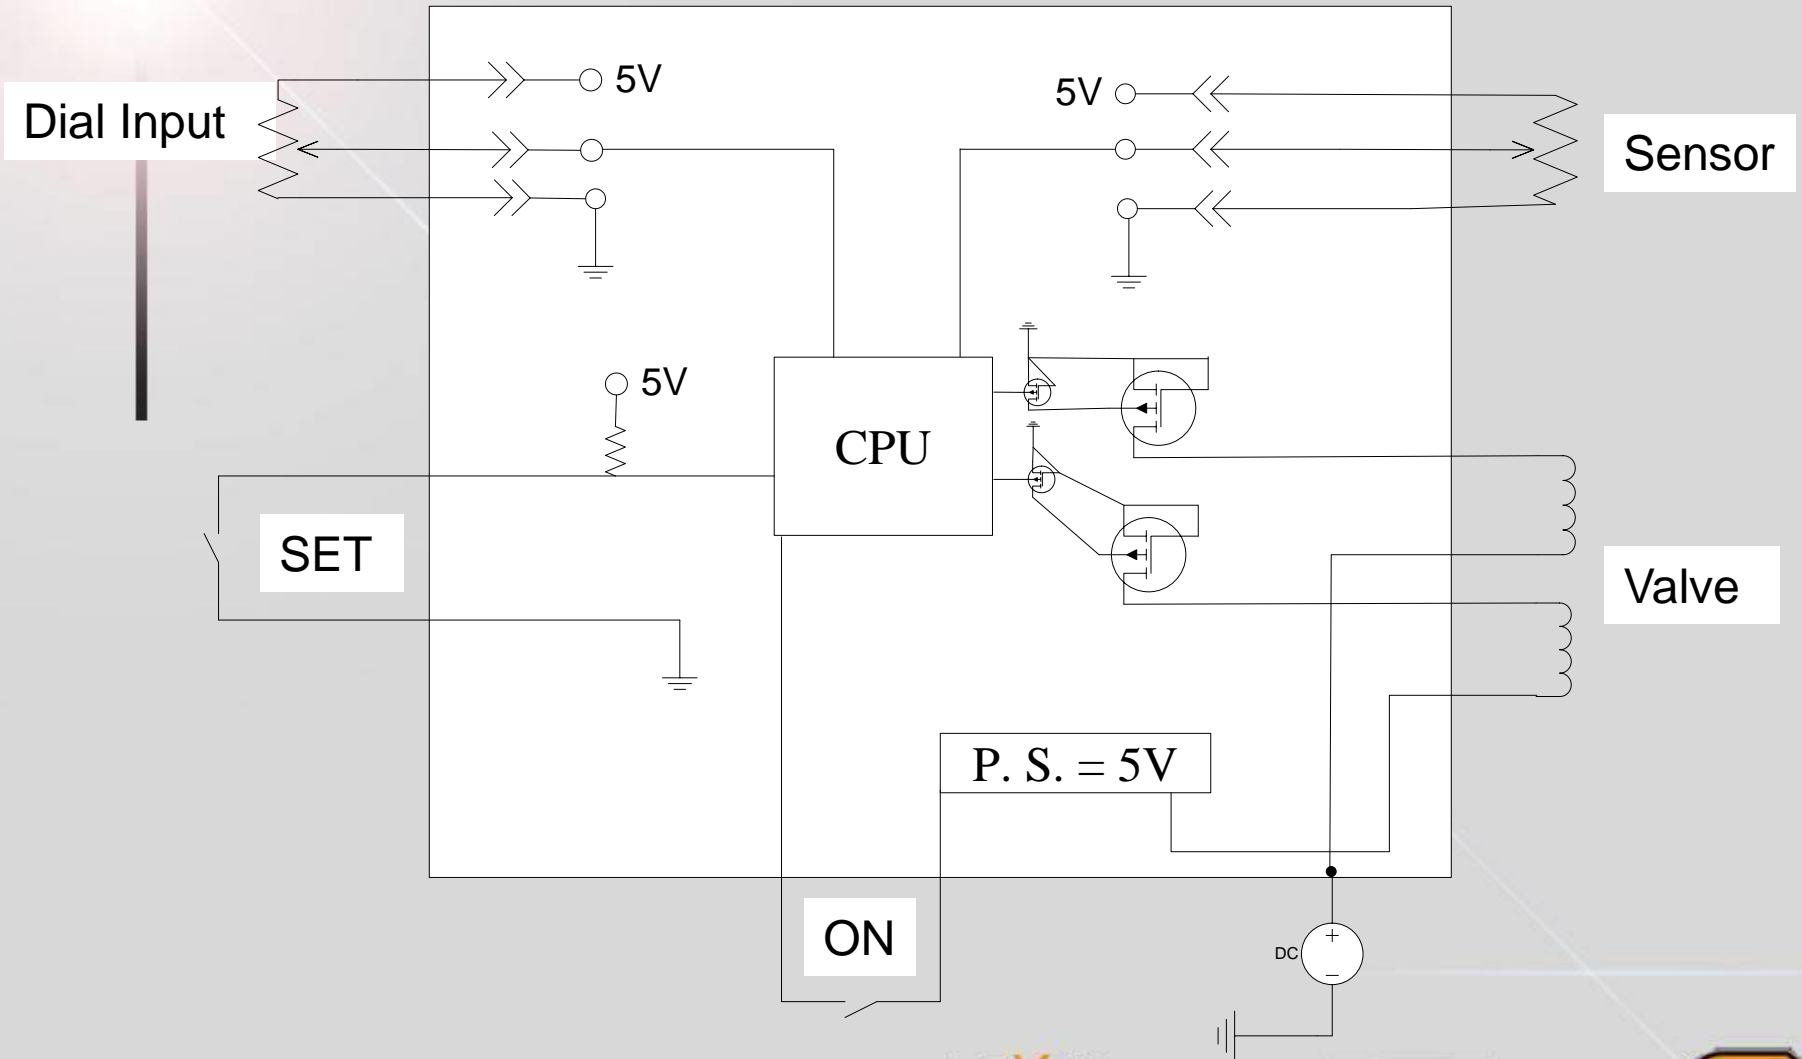 5V
5V
Dial Input
Sensor
5V
CPU
SET
Valve
P. S. = 5V
ON
DC
+
−